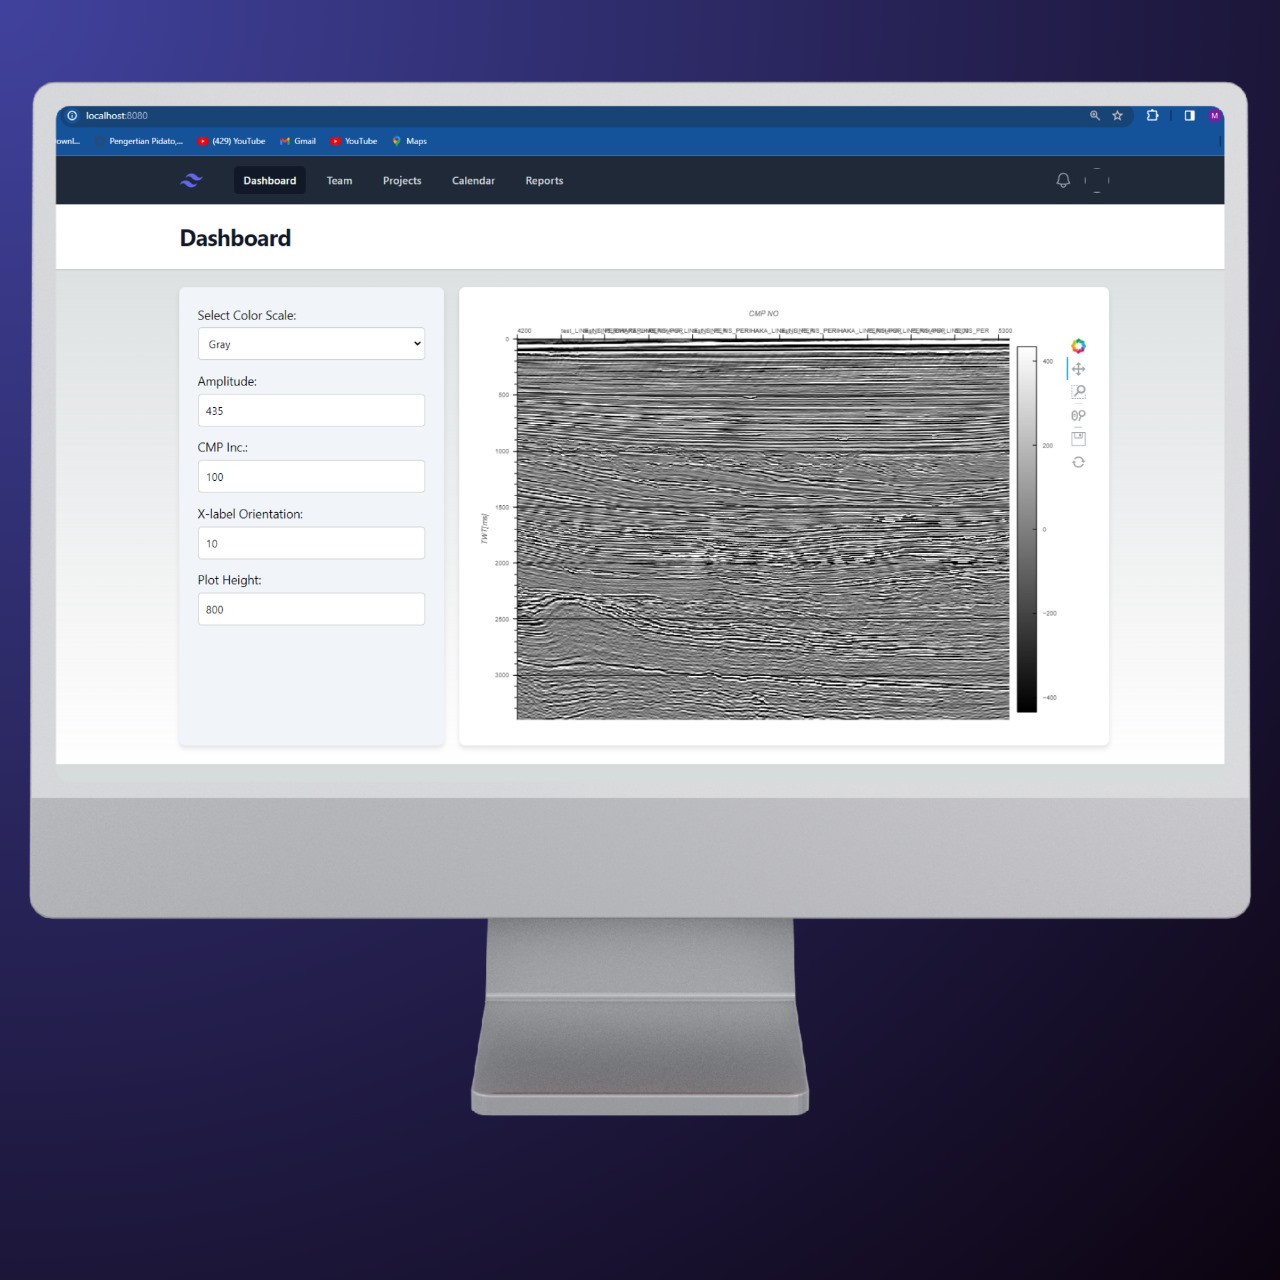 localhost:8080
M
ownl...
Pengertian Pidato,...
(429) YouTube
Gmail
YouTube
Maps
Dashboard
Team
Projects
Calendar
Reports
Dashboard
Select Color Scale:
Gray
Amplitude:
435
CMP Inc.:
100
X-label Orientation:
10
Plot Height:
800
CMP NO
4200
5300
0
500
1000
1500
2000
2500
3000
TWT[ms]
400
200
0
−200
−400